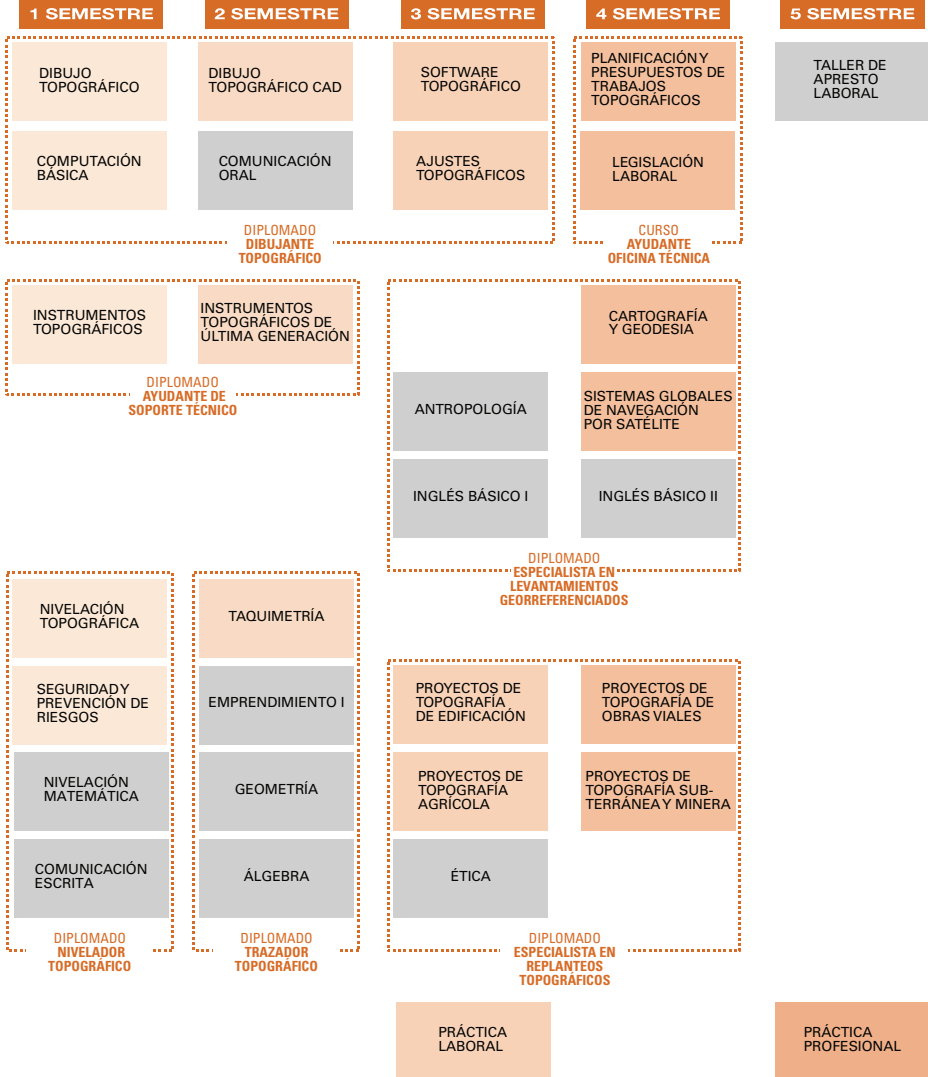 1 SEMESTRE
2 SEMESTRE
3 SEMESTRE
4 SEMESTRE
5 SEMESTRE
DIBUJO
TOPOGRÁFICO
DIBUJO
TOPOGRÁFICO CAD
SOFTWARE
TOPOGRÁFICO
PLANIFICACIÓN Y
PRESUPUESTOS DE
TRABAJOS
TOPOGRÁFICOS
TALLER DE
APRESTO
LABORAL
COMPUTACIÓN
BÁSICA
COMUNICACIÓN
ORAL
AJUSTES
TOPOGRÁFICOS
LEGISLACIÓN
LABORAL
DIPLOMADO
DIBUJANTE
TOPOGRÁFICO
CURSO
AYUDANTE
OFICINA TÉCNICA
INSTRUMENTOS
TOPOGRÁFICOS
INSTRUMENTOS
TOPOGRÁFICOS DE
ÚLTIMA GENERACIÓN
CARTOGRAFÍA
Y GEODESIA
DIPLOMADO
AYUDANTE DE
SOPORTE TÉCNICO
ANTROPOLOGÍA
SISTEMAS GLOBALES
DE NAVEGACIÓN
POR SATÉLITE
INGLÉS BÁSICO I
INGLÉS BÁSICO II
DIPLOMADO
ESPECIALISTA EN
LEVANTAMIENTOS
GEORREFERENCIADOS
NIVELACIÓN
TOPOGRÁFICA
TAQUIMETRÍA
SEGURIDAD Y
PREVENCIÓN DE
RIESGOS
EMPRENDIMIENTO I
PROYECTOS DE
TOPOGRAFÍA
DE EDIFICACIÓN
PROYECTOS DE
TOPOGRAFÍA DE
OBRAS VIALES
NIVELACIÓN
MATEMÁTICA
GEOMETRÍA
PROYECTOS DE
TOPOGRAFÍA
AGRÍCOLA
PROYECTOS DE
TOPOGRAFÍA SUB-
TERRÁNEA Y MINERA
COMUNICACIÓN
ESCRITA
ÁLGEBRA
ÉTICA
DIPLOMADO
NIVELADOR
TOPOGRÁFICO
DIPLOMADO
TRAZADOR
TOPOGRÁFICO
DIPLOMADO
ESPECIALISTA EN
REPLANTEOS
TOPOGRÁFICOS
PRÁCTICA
LABORAL
PRÁCTICA
PROFESIONAL